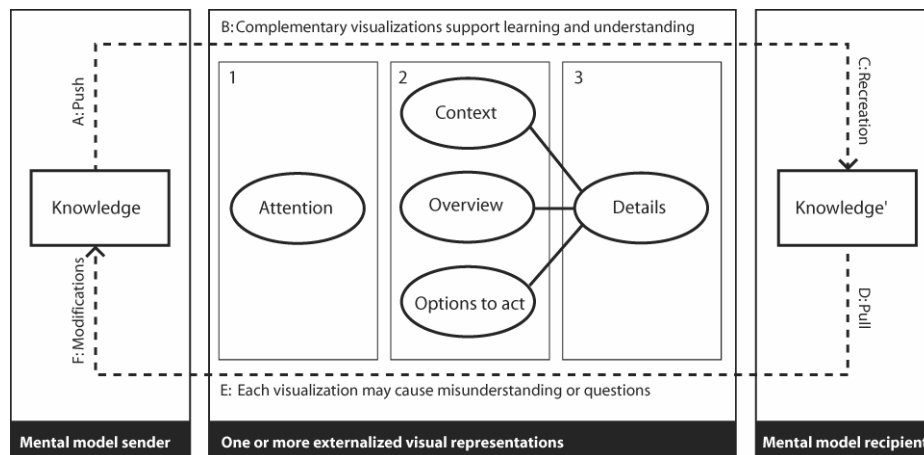 B: Complementary visualizations support learning and understanding
A: Push
1
2
3
C: Recreation
Context
Knowledge
Attention
Overview
Details
Knowledge'
Options to act
F: Modifications
D: Pull
E: Each visualization may cause misunderstanding or questions
Mental model sender
One or more externalized visual representations
Mental model recipient